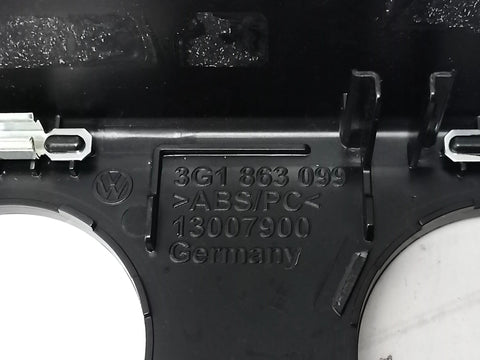 3G1 863 099
>ABS/PC<
13007900
Germany